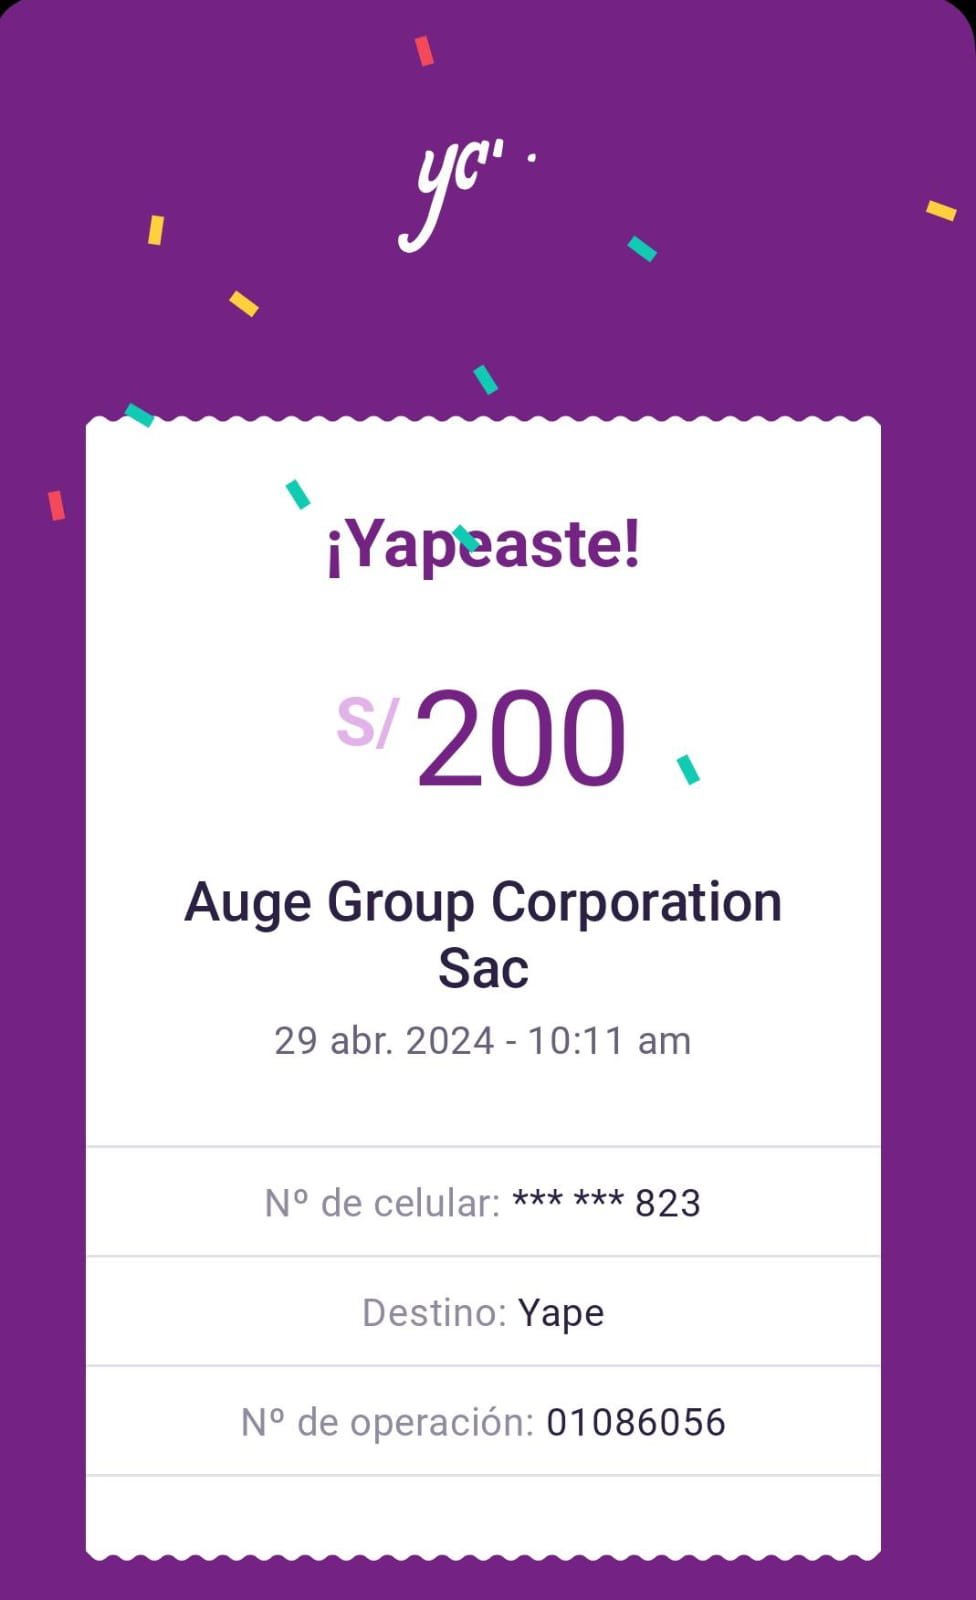 ¡Yapeaste!
S/200
Auge Group Corporation
Sac
29 abr. 2024 - 10:11 am
Nº de celular: *** *** 823
Destino: Yape
Nº de operación: 01086056